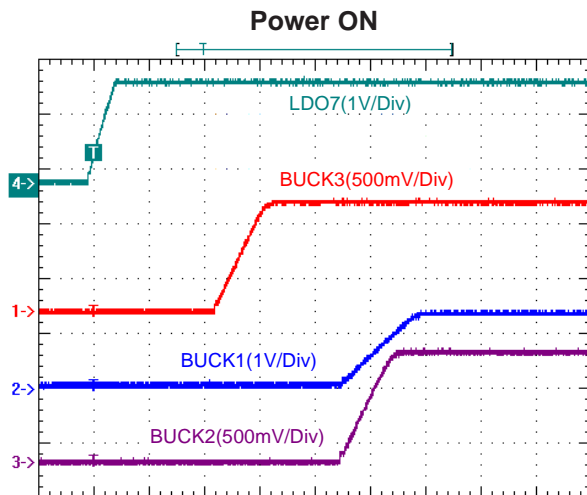 Power ON
T
LDO7(1V/Div)
T
4->
BUCK3(500mV/Div)
1->
T
BUCK1(1V/Div)
2->
T
BUCK2(500mV/Div)
3->
T